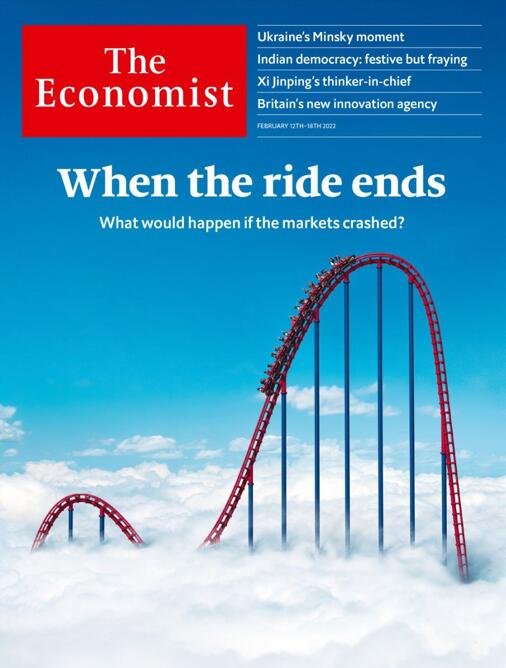 The
Economist
Ukraine's Minsky moment
Indian democracy: festive but fraying
Xi Jinping's thinker-in-chief
Britain's new innovation agency
FEBRUARY 12TH–18TH 2022
When the ride ends
What would happen if the markets crashed?